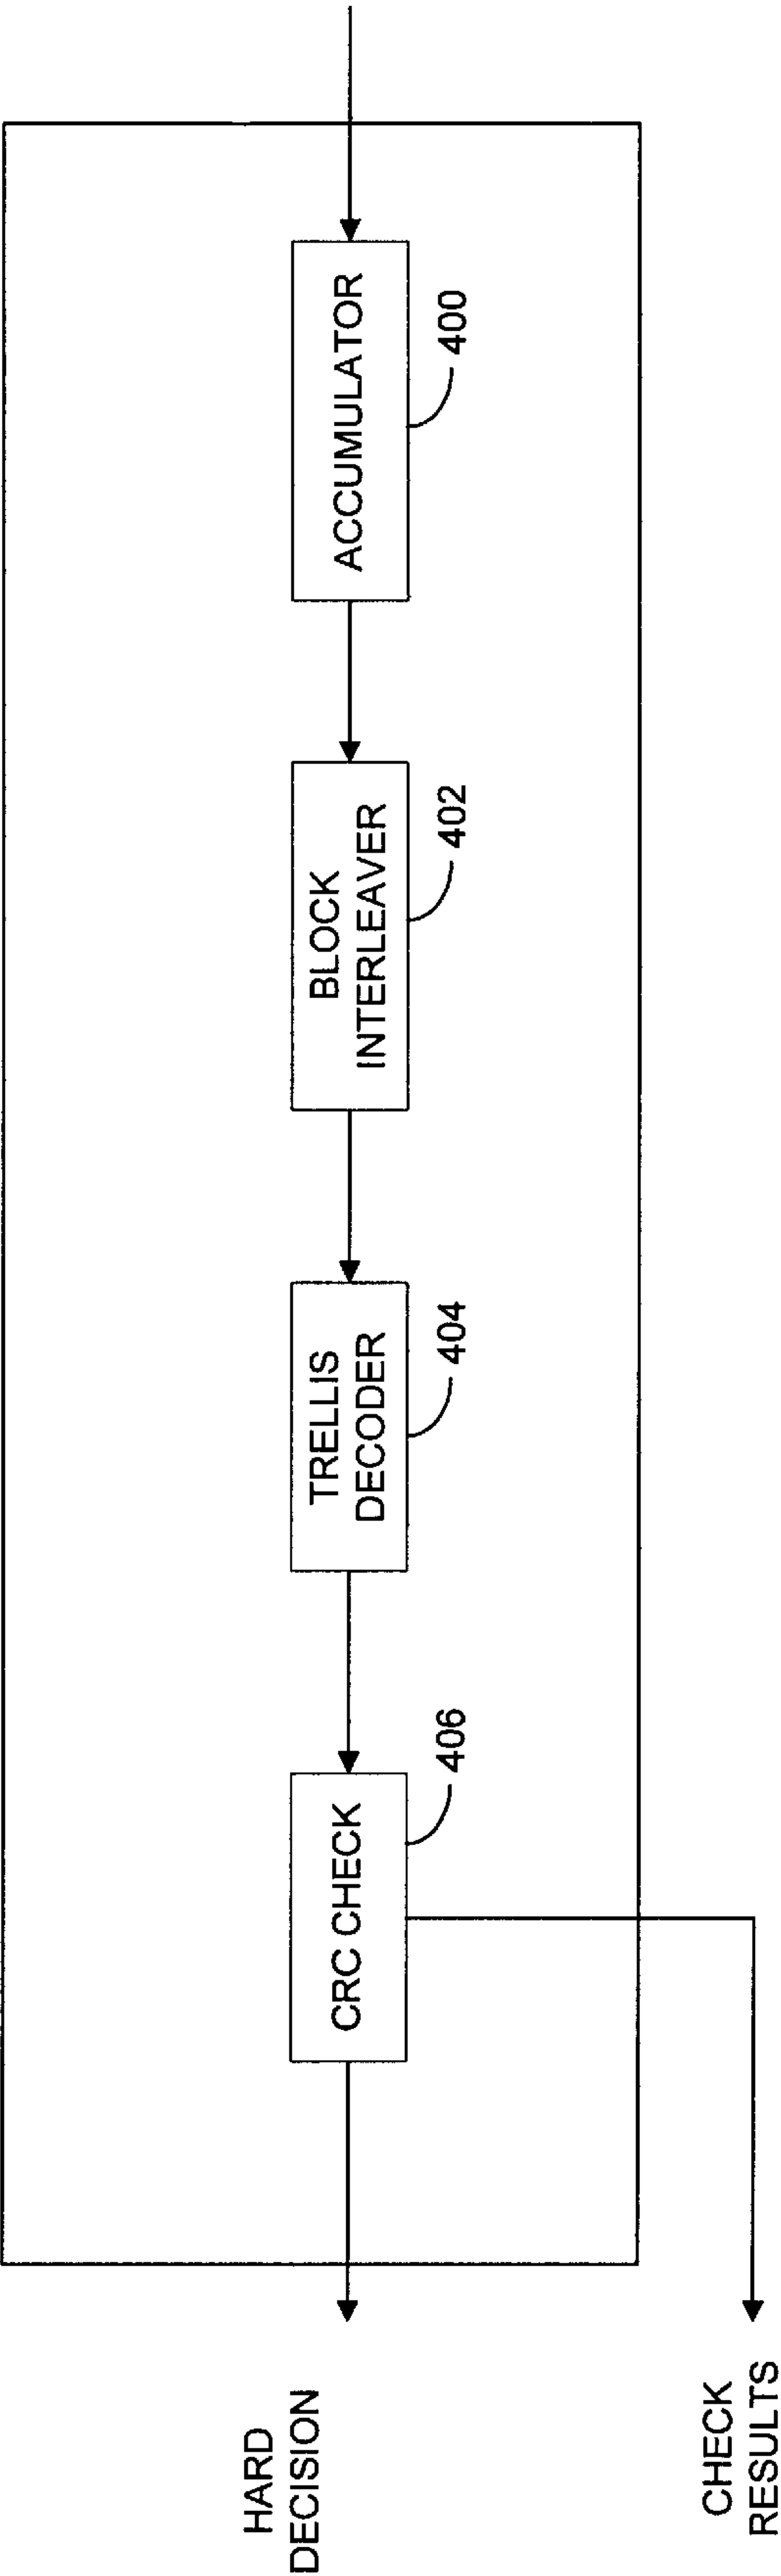 ACCUMULATOR
400
BLOCK
INTERLEAVER
402
TRELLIS
DECODER
404
CRC CHECK
406
HARD
DECISION
CHECK
RESULTS